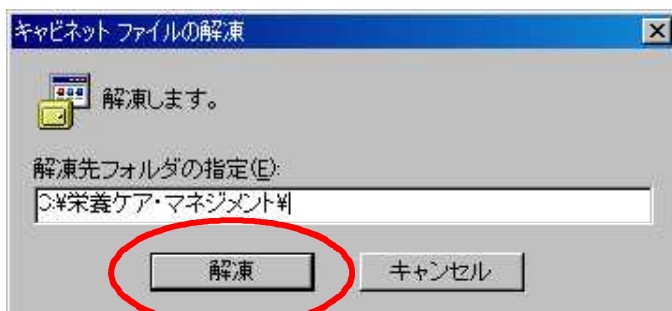 キャビネット ファイルの解凍
解凍します。
解凍先フォルダの指定(E):
C:¥栄養ケア・マネジメント¥
解凍
キャンセル